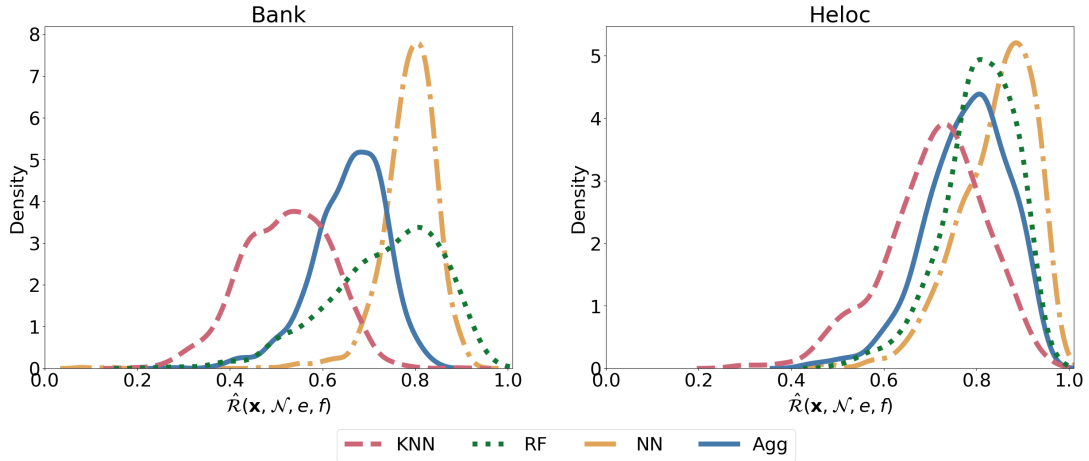 Bank
Density
8
7
6
5
4
3
2
1
0
0.0 0.2 0.4 0.6 0.8 1.0
R̂(x, N, e, f)
Heloc
Density
5
4
3
2
1
0
0.0 0.2 0.4 0.6 0.8 1.0
R̂(x, N, e, f)
KNN RF NN Agg